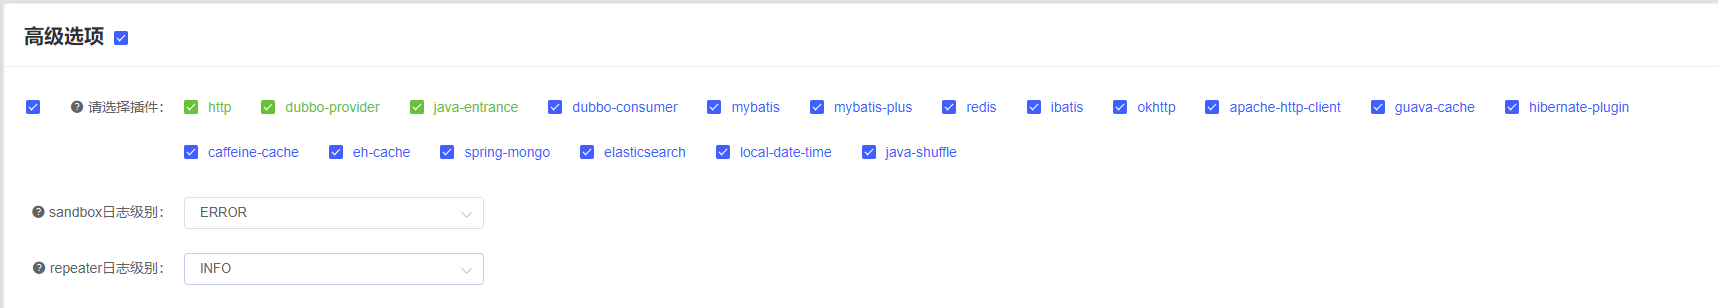 高级选项
请选择插件: http dubbo-provider java-entrance dubbo-consumer mybatis mybatis-plus redis ibatis okhttp apache-http-client guava-cache hibernate-plugin
caffeine-cache eh-cache spring-mongo elasticsearch local-date-time java-shuffle
sandbox日志级别: ERROR
repeater日志级别: INFO